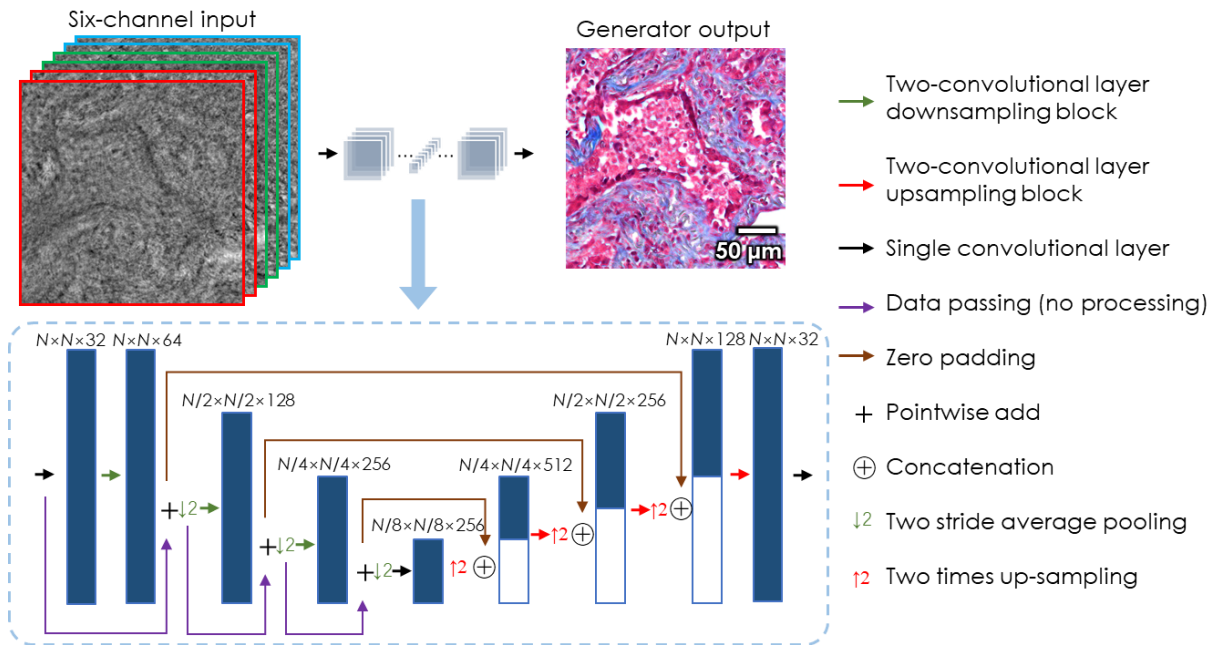 Six-channel input
Generator output
50 μm
Two-convolutional layer
downsampling block
Two-convolutional layer
upsampling block
Single convolutional layer
Data passing (no processing)
Zero padding
+ Pointwise add
⊕ Concatenation
↓2 Two stride average pooling
↑2 Two times up-sampling
N×N×32
N×N×64
N/2×N/2×128
N/4×N/4×256
N/8×N/8×256
N/4×N/4×512
N/2×N/2×256
N×N×128
N×N×32
+↓2
+↓2
+↓2
↑2 ⊕
↑2 ⊕
↑2 ⊕